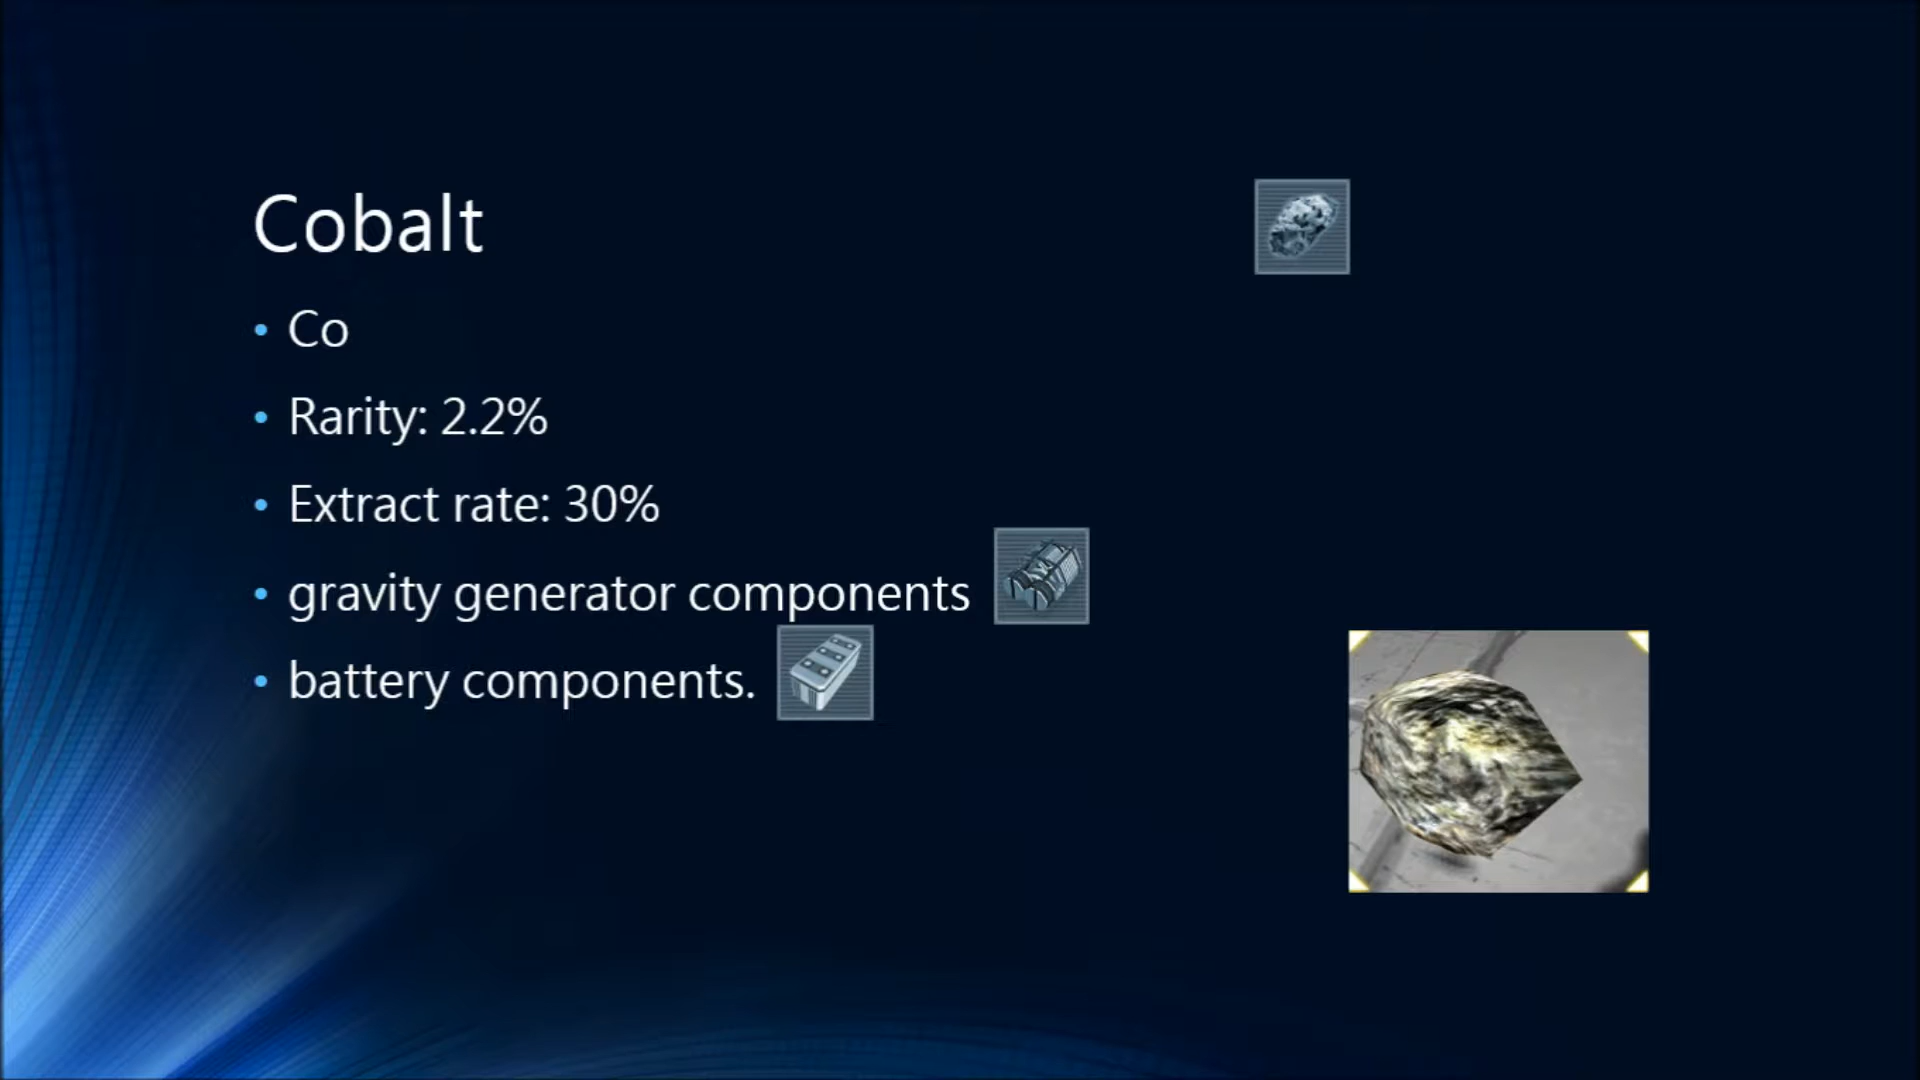 Cobalt
Co
Rarity: 2.2%
Extract rate: 30%
gravity generator components
battery components.